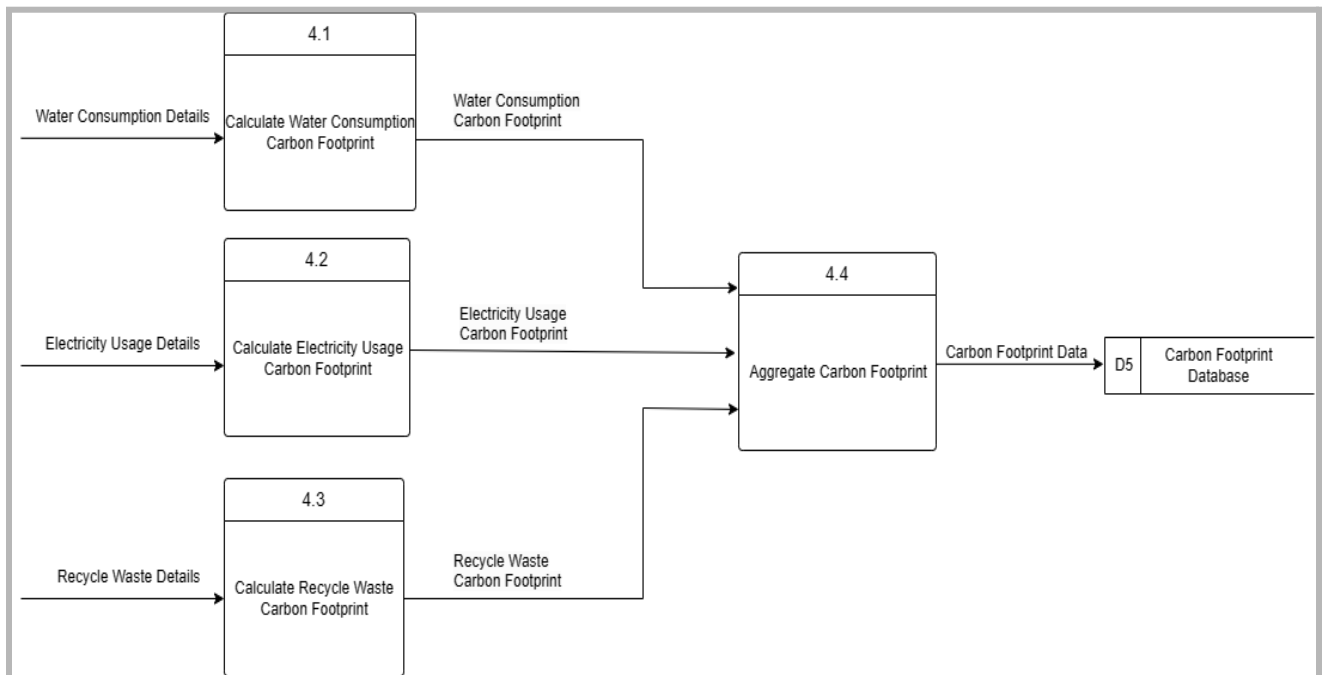 4.1
Water Consumption Details
Calculate Water Consumption
Carbon Footprint
Water Consumption
Carbon Footprint
4.2
Electricity Usage Details
Calculate Electricity Usage
Carbon Footprint
Electricity Usage
Carbon Footprint
4.3
Recycle Waste Details
Calculate Recycle Waste
Carbon Footprint
Recycle Waste
Carbon Footprint
4.4
Aggregate Carbon Footprint
Carbon Footprint Data
D5
Carbon Footprint
Database